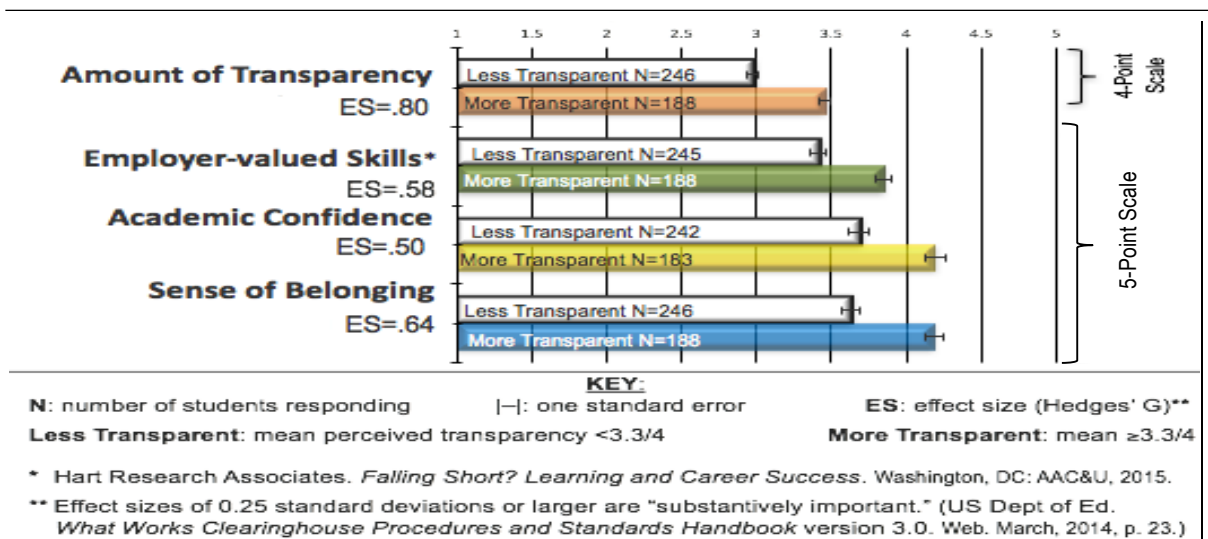 1 1.5 2 2.5 3 3.5 4 4.5 5
Amount of Transparency
ES=.80
Less Transparent N=246
More Transparent N=188
4-Point
Scale
Employer-valued Skills*
ES=.58
Less Transparent N=245
More Transparent N=188
Academic Confidence
ES=.50
Less Transparent N=242
More Transparent N=183
Sense of Belonging
ES=.64
Less Transparent N=246
More Transparent N=188
5-Point Scale
KEY:
N: number of students responding |–|: one standard error ES: effect size (Hedges' G)**
Less Transparent: mean perceived transparency <3.3/4 More Transparent: mean ≥3.3/4
* Hart Research Associates. Falling Short? Learning and Career Success. Washington, DC: AAC&U, 2015.
** Effect sizes of 0.25 standard deviations or larger are “substantively important.” (US Dept of Ed.
What Works Clearinghouse Procedures and Standards Handbook version 3.0. Web. March, 2014, p. 23.)